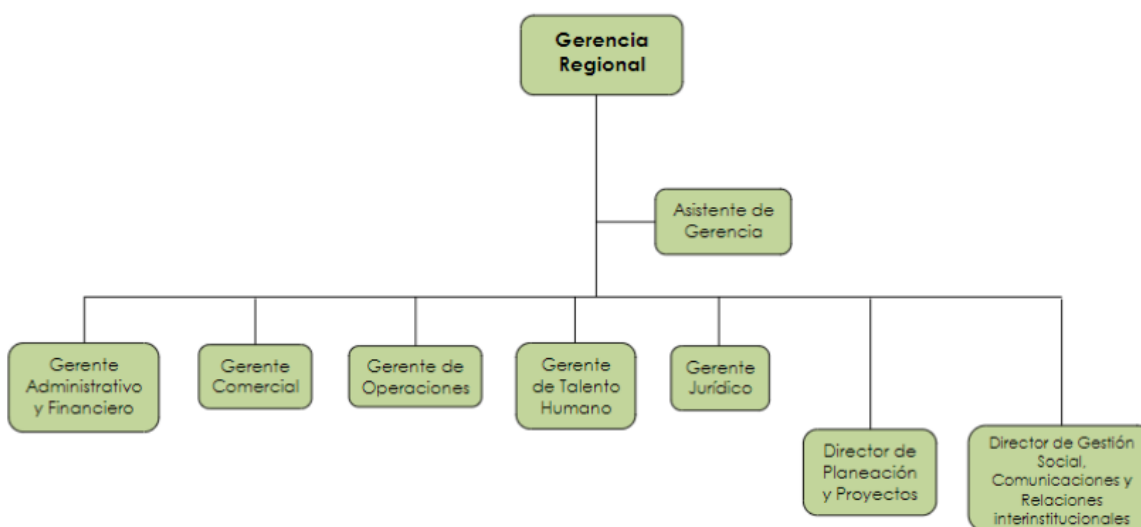 Gerencia
Regional
Asistente de
Gerencia
Gerente
Administrativo
y Financiero
Gerente
Comercial
Gerente de
Operaciones
Gerente
de Talento
Humano
Gerente
Jurídico
Director de
Planeación
y Proyectos
Director de Gestión
Social,
Comunicaciones y
Relaciones
interinstitucionales